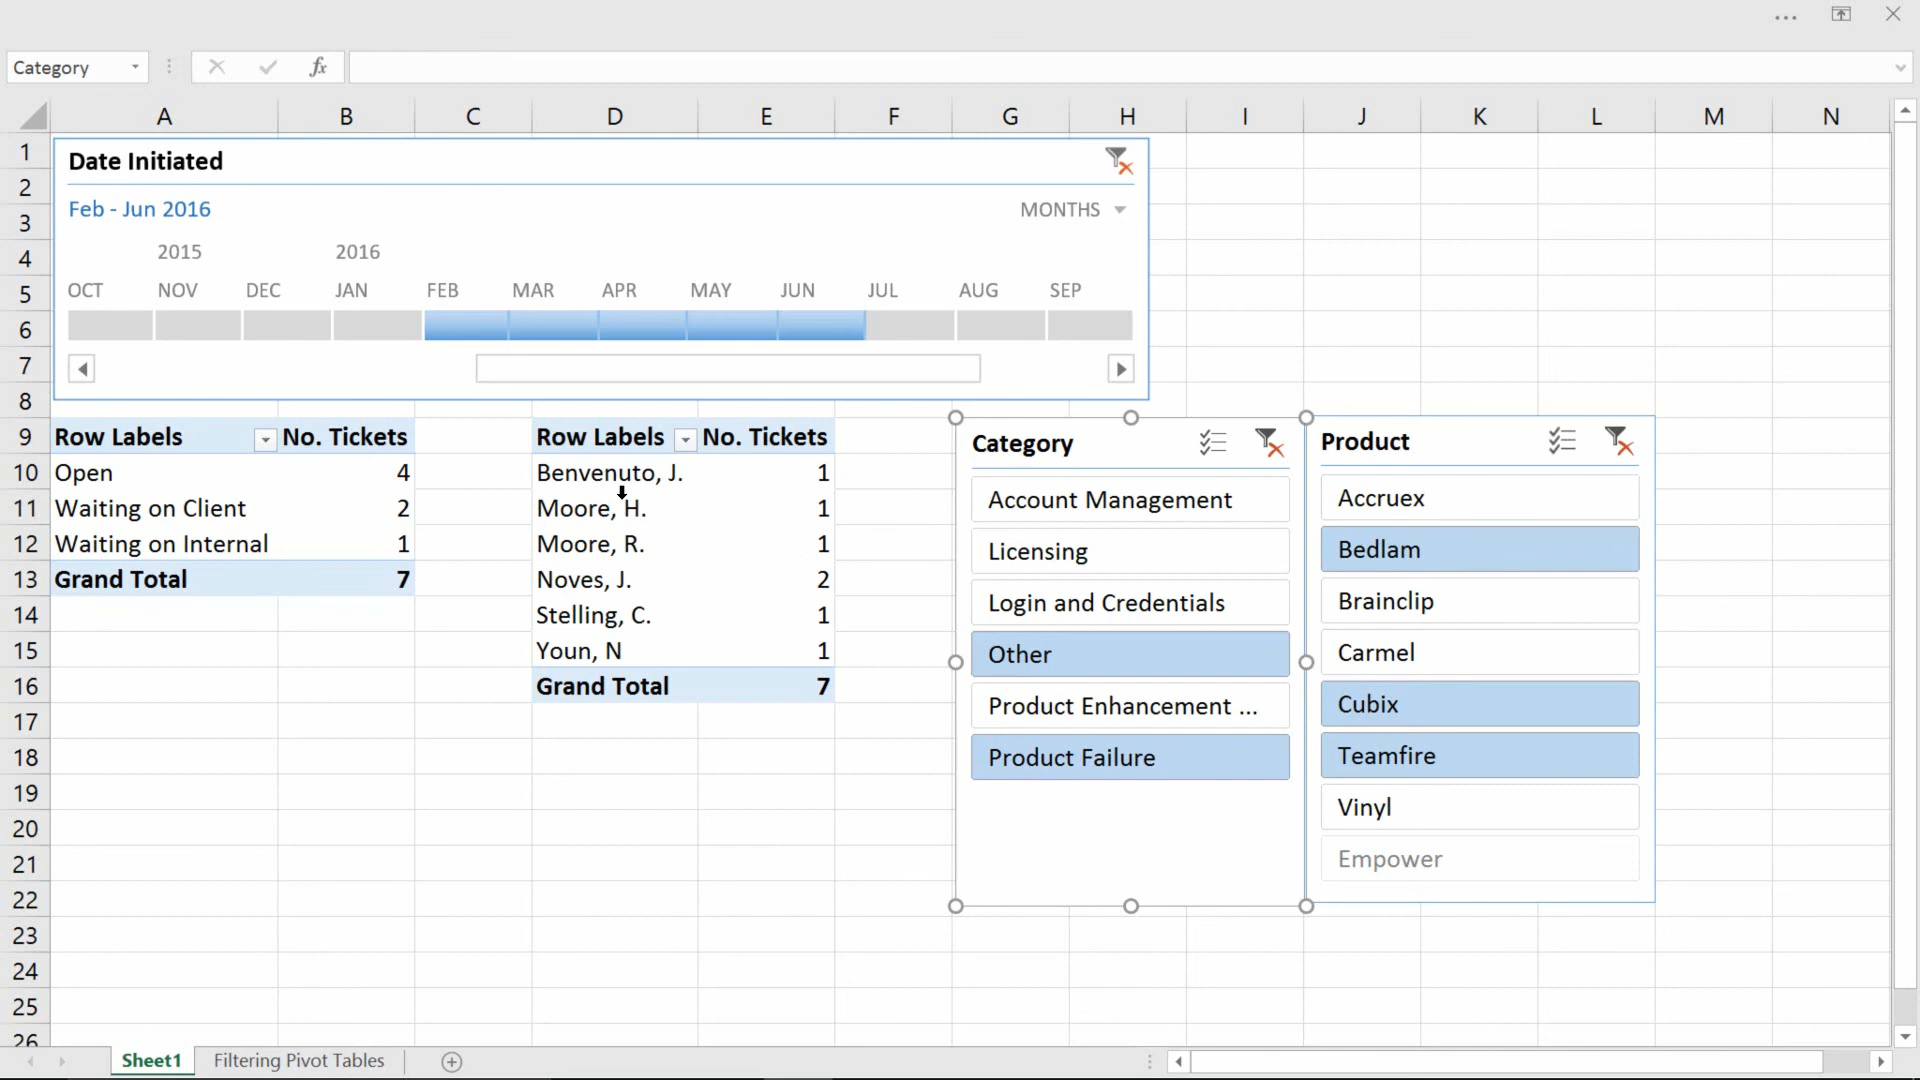 Category
fx
A B C D E F G H I J K L M N
1 Date Initiated
2
Feb - Jun 2016 MONTHS
3
4 2015 2016
5 OCT NOV DEC JAN FEB MAR APR MAY JUN JUL AUG SEP
6
7
8
9 Row Labels No. Tickets Row Labels No. Tickets
Category Product
10 Open 4 Benvenuto, J. 1
Account Management Accruex
11 Waiting on Client 2 Moore, H. 1
Licensing Bedlam
12 Waiting on Internal 1 Moore, R. 1
13 Grand Total 7 Noves, J. 2
Login and Credentials Brainclip
14 Stelling, C. 1
15 Youn, N 1
Other Carmel
16 Grand Total 7
Product Enhancement ... Cubix
17
18 Product Failure Teamfire
19
Vinyl
20
21 Empower
22
23
24
25
26
Sheet1 Filtering Pivot Tables